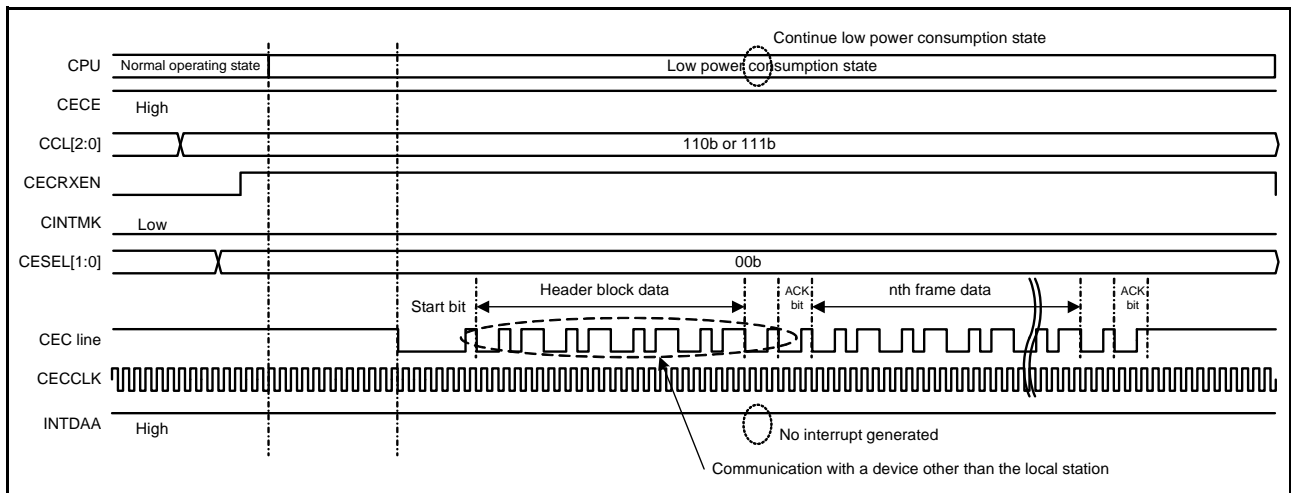 Continue low power consumption state
CPU Normal operating state Low power consumption state
CECE High
CCL[2:0] 110b or 111b
CECRXEN
CINTMK Low
CESEL[1:0] 00b
Start bit Header block data ACK bit nth frame data ACK bit
CEC line
CECCLK
INTDAA High No interrupt generated
Communication with a device other than the local station